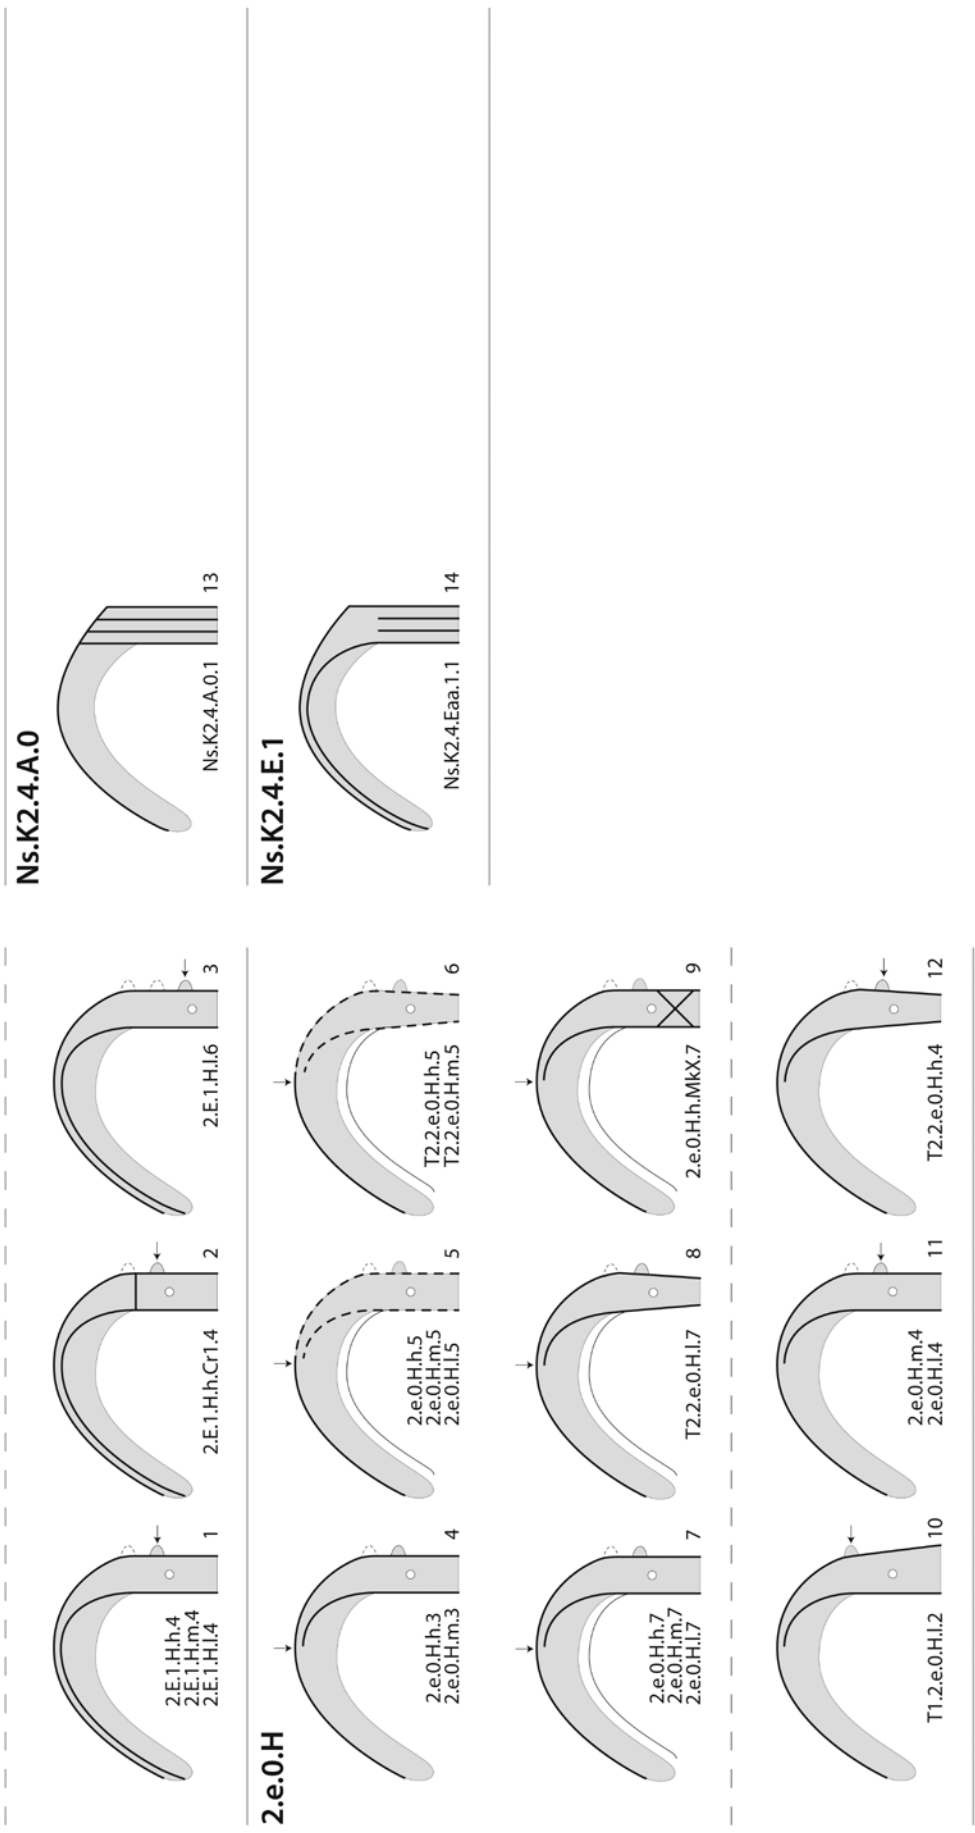 2.E.1.H.h.4
2.E.1.H.m.4
2.E.1.H.l.4
1
2.E.1.H.h.Cr1.4
2
2.E.1.H.l.6
3
2.e.0.H
2.e.0.H.h.3
2.e.0.H.m.3
4
2.e.0.H.h.5
2.e.0.H.m.5
2.e.0.H.l.5
5
T2.2.e.0.H.h.5
T2.2.e.0.H.m.5
6
2.e.0.H.h.7
2.e.0.H.m.7
2.e.0.H.l.7
7
T2.2.e.0.H.l.7
8
2.e.0.H.h.MkX.7
9
T1.2.e.0.H.l.2
10
2.e.0.H.m.4
2.e.0.H.l.4
11
T2.2.e.0.H.h.4
12
Ns.K2.4.A.0
Ns.K2.4.A.0.1
13
Ns.K2.4.E.1
Ns.K2.4.Eaa.1.1
14